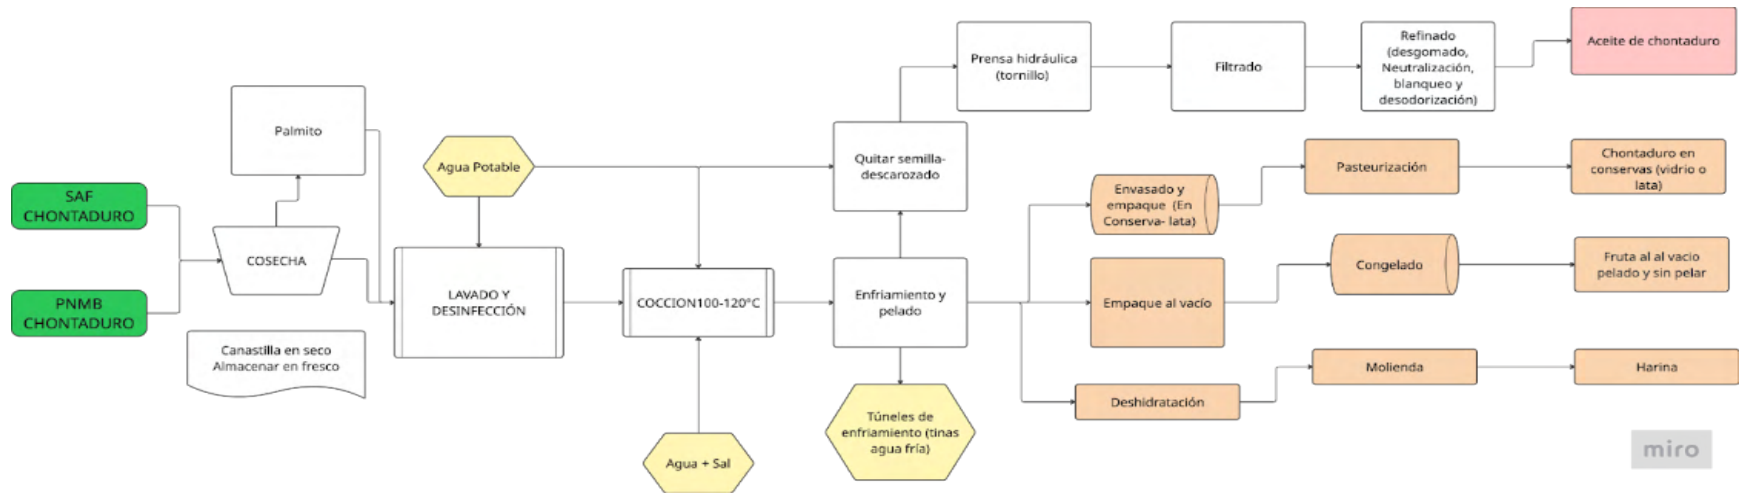 SAF
CHONTADURO
PNMB
CHONTADURO
Palmito
COSECHA
Canastilla en seco
Almacenar en fresco
Agua Potable
LAVADO Y
DESINFECCIÓN
COCCION100-120°C
Agua + Sal
Quitar semilla-
descarozado
Enfriamiento y
pelado
Túneles de
enfriamiento (tinas
agua fría)
Prensa hidráulica
(tornillo)
Filtrado
Refinado
(desgomado,
Neutralización,
blanqueo y
desodorización)
Aceite de chontaduro
Envasado y
empaque (En
Conserva- lata)
Pasteurización
Chontaduro en
conservas (vidrio o
lata)
Empaque al vacío
Congelado
Fruta al al vacio
pelado y sin pelar
Deshidratación
Molienda
Harina
miro